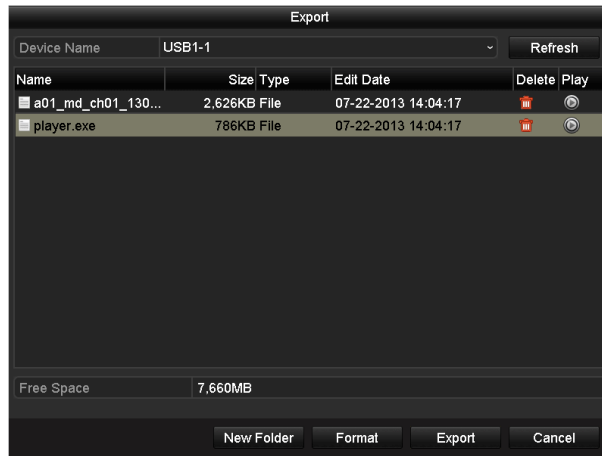 Export
Device Name USB1-1 Refresh
Name Size Type Edit Date Delete Play
a01_md_ch01_130... 2,626KB File 07-22-2013 14:04:17
player.exe 786KB File 07-22-2013 14:04:17
Free Space 7,660MB
New Folder Format Export Cancel